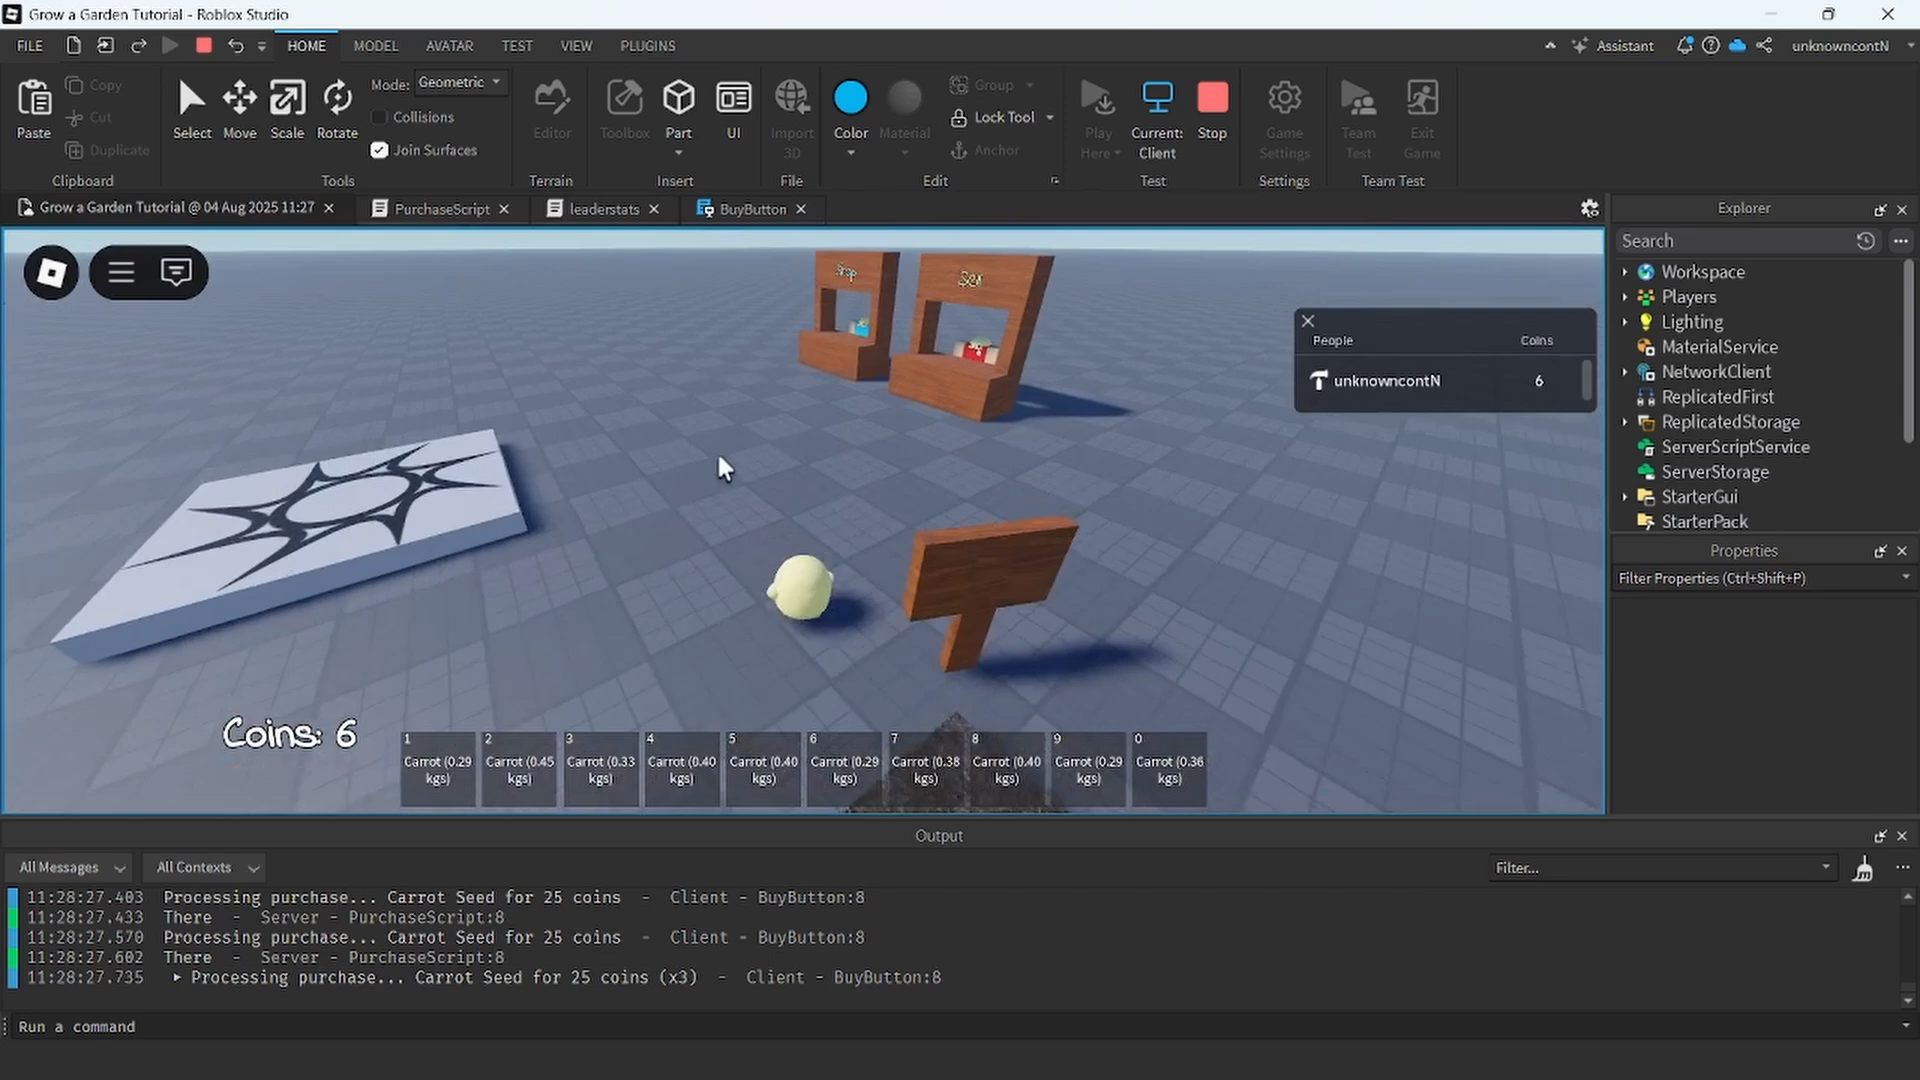 Grow a Garden Tutorial - Roblox Studio
FILE
HOME
MODEL
AVATAR
TEST
VIEW
PLUGINS
Assistant
unknowncontN
Paste
Copy
Cut
Duplicate
Clipboard
Select
Move
Scale
Rotate
Mode:
Geometric
Collisions
Join Surfaces
Tools
Editor
Terrain
Toolbox
Part
UI
Insert
Import
3D
File
Color
Material
Group
Lock Tool
Anchor
Edit
Play
Here
Current:
Client
Stop
Test
Game
Settings
Settings
Team
Test
Exit
Game
Team Test
Grow a Garden Tutorial @ 04 Aug 2025 11:27
PurchaseScript
leaderstats
BuyButton
Shop
Sell
People
Coins
unknowncontN
6
Coins: 6
1
Carrot (0.29
kgs)
2
Carrot (0.45
kgs)
3
Carrot (0.33
kgs)
4
Carrot (0.40
kgs)
5
Carrot (0.40
kgs)
6
Carrot (0.29
kgs)
7
Carrot (0.38
kgs)
8
Carrot (0.40
kgs)
9
Carrot (0.29
kgs)
0
Carrot (0.36
kgs)
Explorer
Search
Workspace
Players
Lighting
MaterialService
NetworkClient
ReplicatedFirst
ReplicatedStorage
ServerScriptService
ServerStorage
StarterGui
StarterPack
Properties
Filter Properties (Ctrl+Shift+P)
Output
All Messages
All Contexts
Filter...
11:28:27.403 Processing purchase... Carrot Seed for 25 coins - Client - BuyButton:8
11:28:27.433 There - Server - PurchaseScript:8
11:28:27.570 Processing purchase... Carrot Seed for 25 coins - Client - BuyButton:8
11:28:27.602 There - Server - PurchaseScript:8
11:28:27.735 Processing purchase... Carrot Seed for 25 coins (x3) - Client - BuyButton:8
Run a command